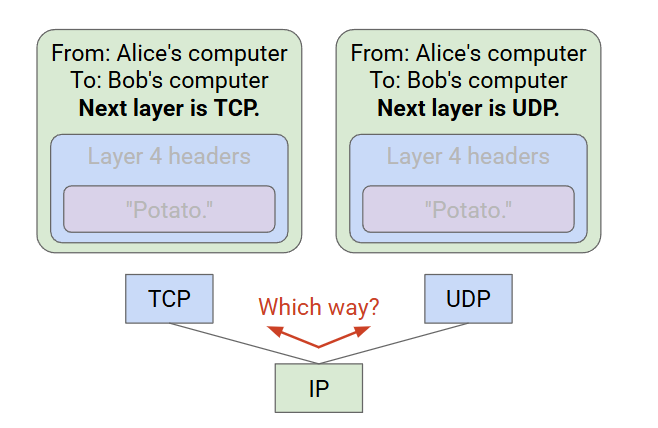 From: Alice's computer
To: Bob's computer
Next layer is TCP.
Layer 4 headers
"Potato."
From: Alice's computer
To: Bob's computer
Next layer is UDP.
Layer 4 headers
"Potato."
TCP
Which way?
UDP
IP